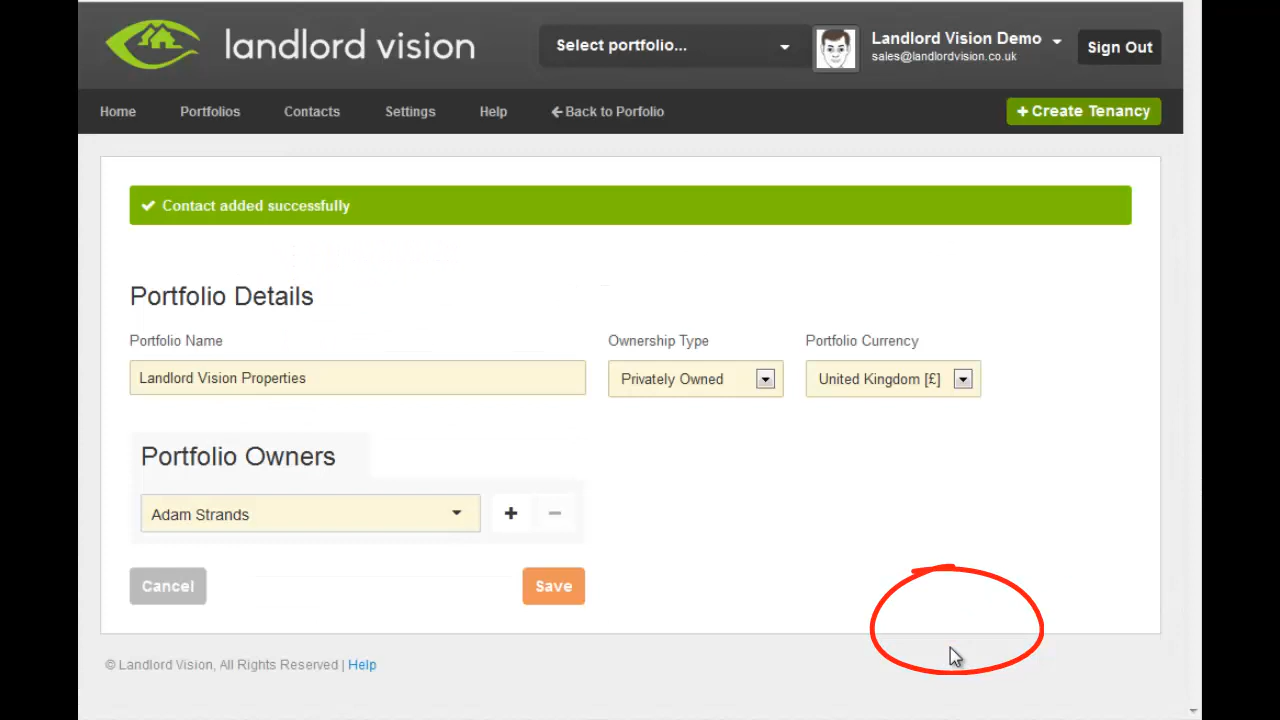 landlord vision
Select portfolio...
Landlord Vision Demo
sales@landlordvision.co.uk
Sign Out
Home
Portfolios
Contacts
Settings
Help
Back to Porfolio
+ Create Tenancy
Contact added successfully
Portfolio Details
Portfolio Name
Ownership Type
Portfolio Currency
Landlord Vision Properties
Privately Owned
United Kingdom [£]
Portfolio Owners
Adam Strands
Cancel
Save
© Landlord Vision, All Rights Reserved | Help